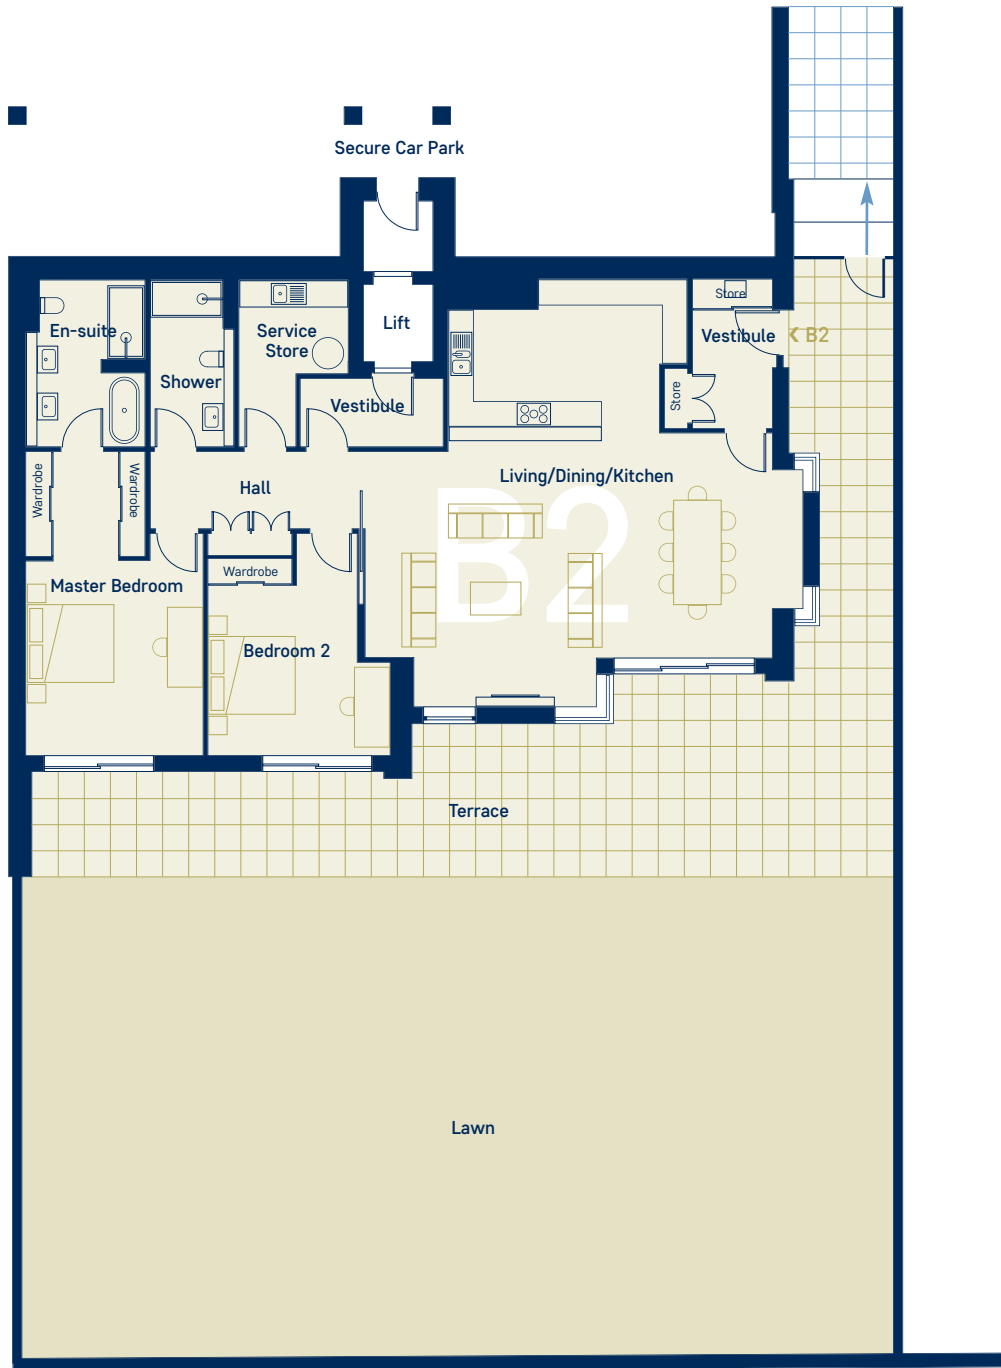 Secure Car Park
Store
En-suite
Service
Store
Lift
Vestibule
B2
Shower
Vestibule
Store
Wardrobe
Wardrobe
Hall
Living/Dining/Kitchen
B2
Wardrobe
Master Bedroom
Bedroom 2
Terrace
Lawn